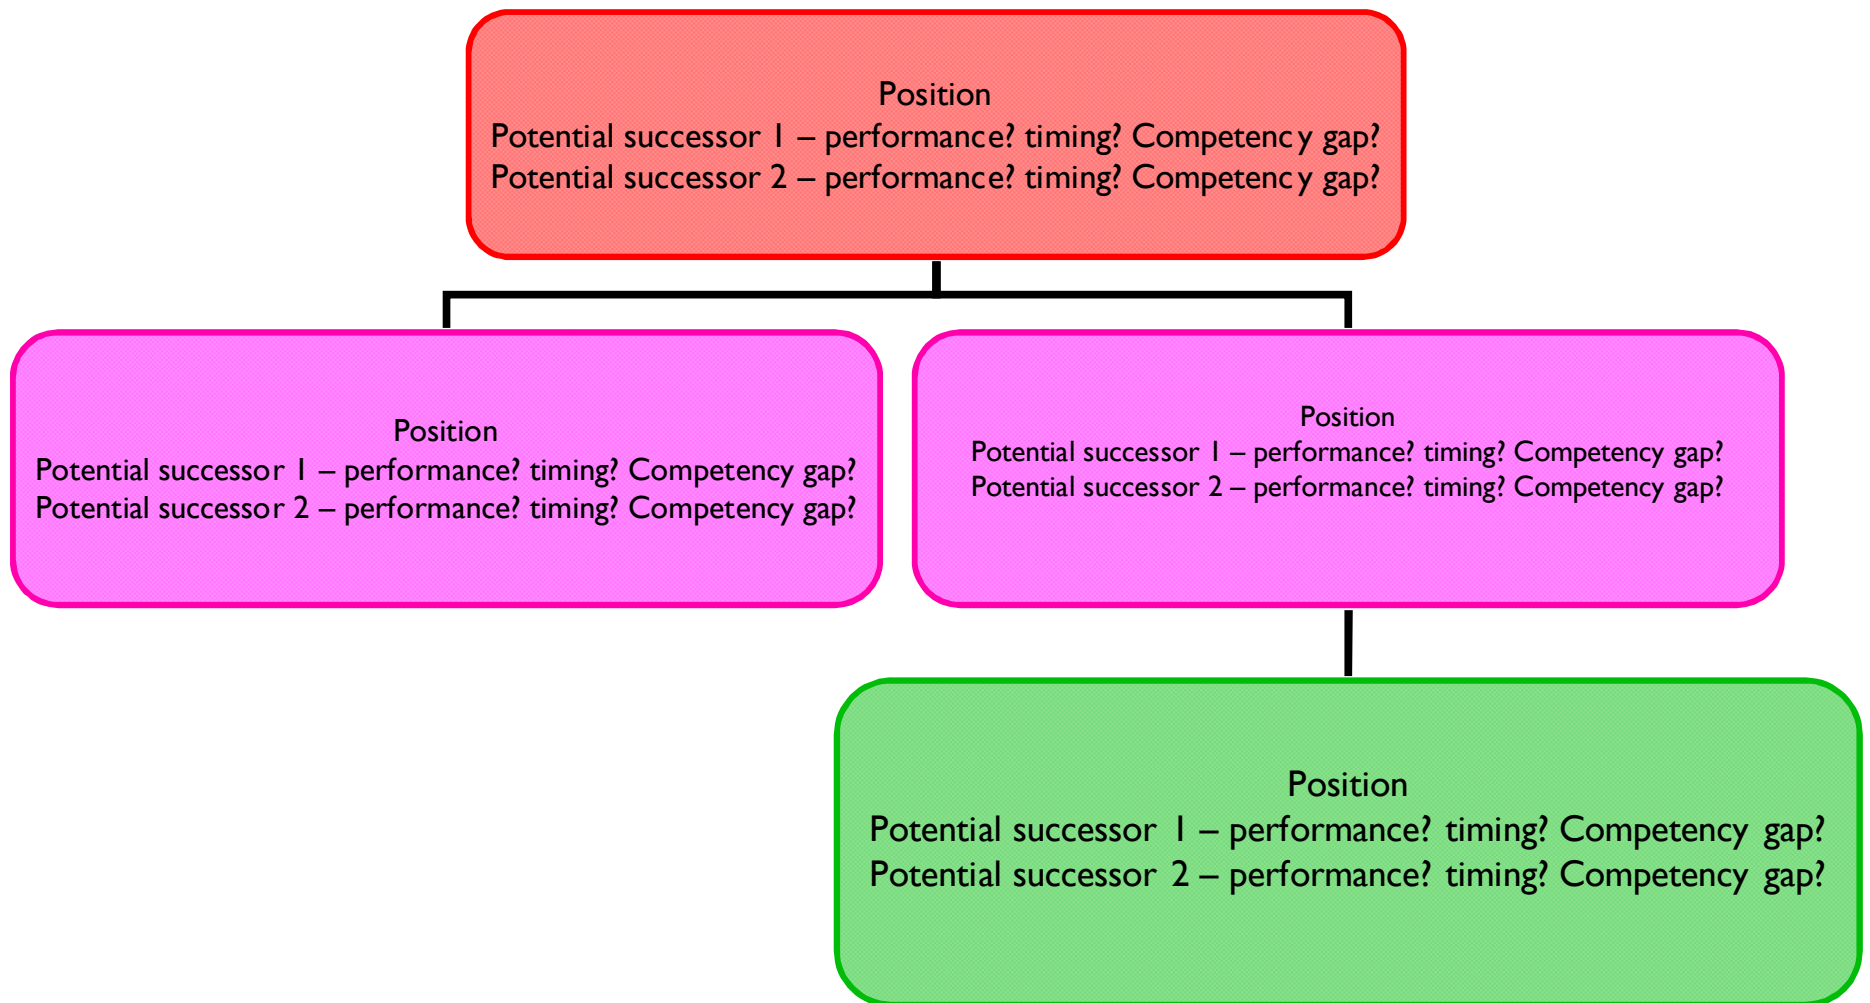 Position
Potential successor 1 – performance? timing? Competency gap?
Potential successor 2 – performance? timing? Competency gap?
Position
Potential successor 1 – performance? timing? Competency gap?
Potential successor 2 – performance? timing? Competency gap?
Position
Potential successor 1 – performance? timing? Competency gap?
Potential successor 2 – performance? timing? Competency gap?
Position
Potential successor 1 – performance? timing? Competency gap?
Potential successor 2 – performance? timing? Competency gap?